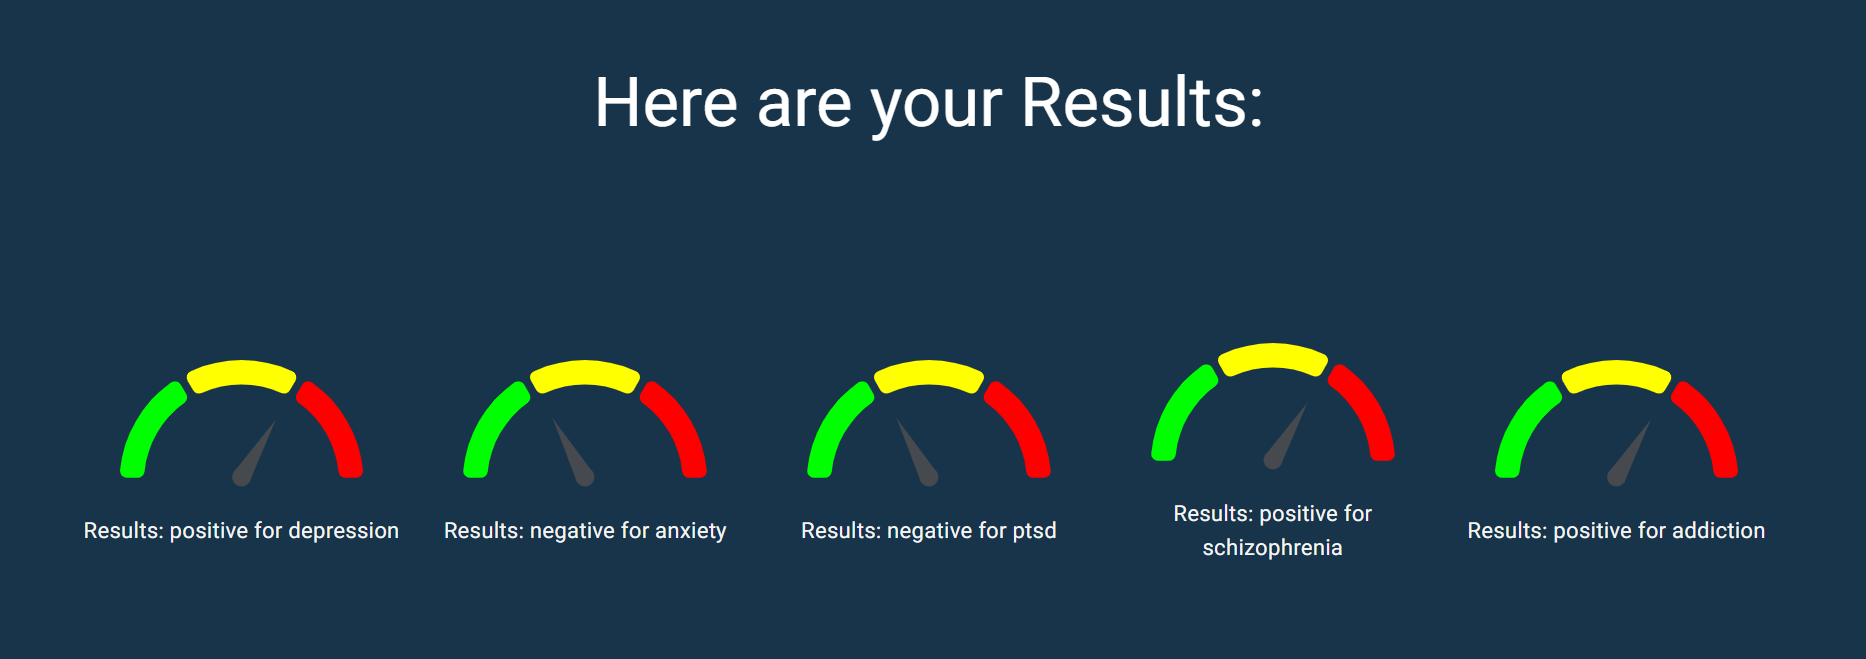 Here are your Results:
Results: positive for depression
Results: negative for anxiety
Results: negative for ptsd
Results: positive for
schizophrenia
Results: positive for addiction